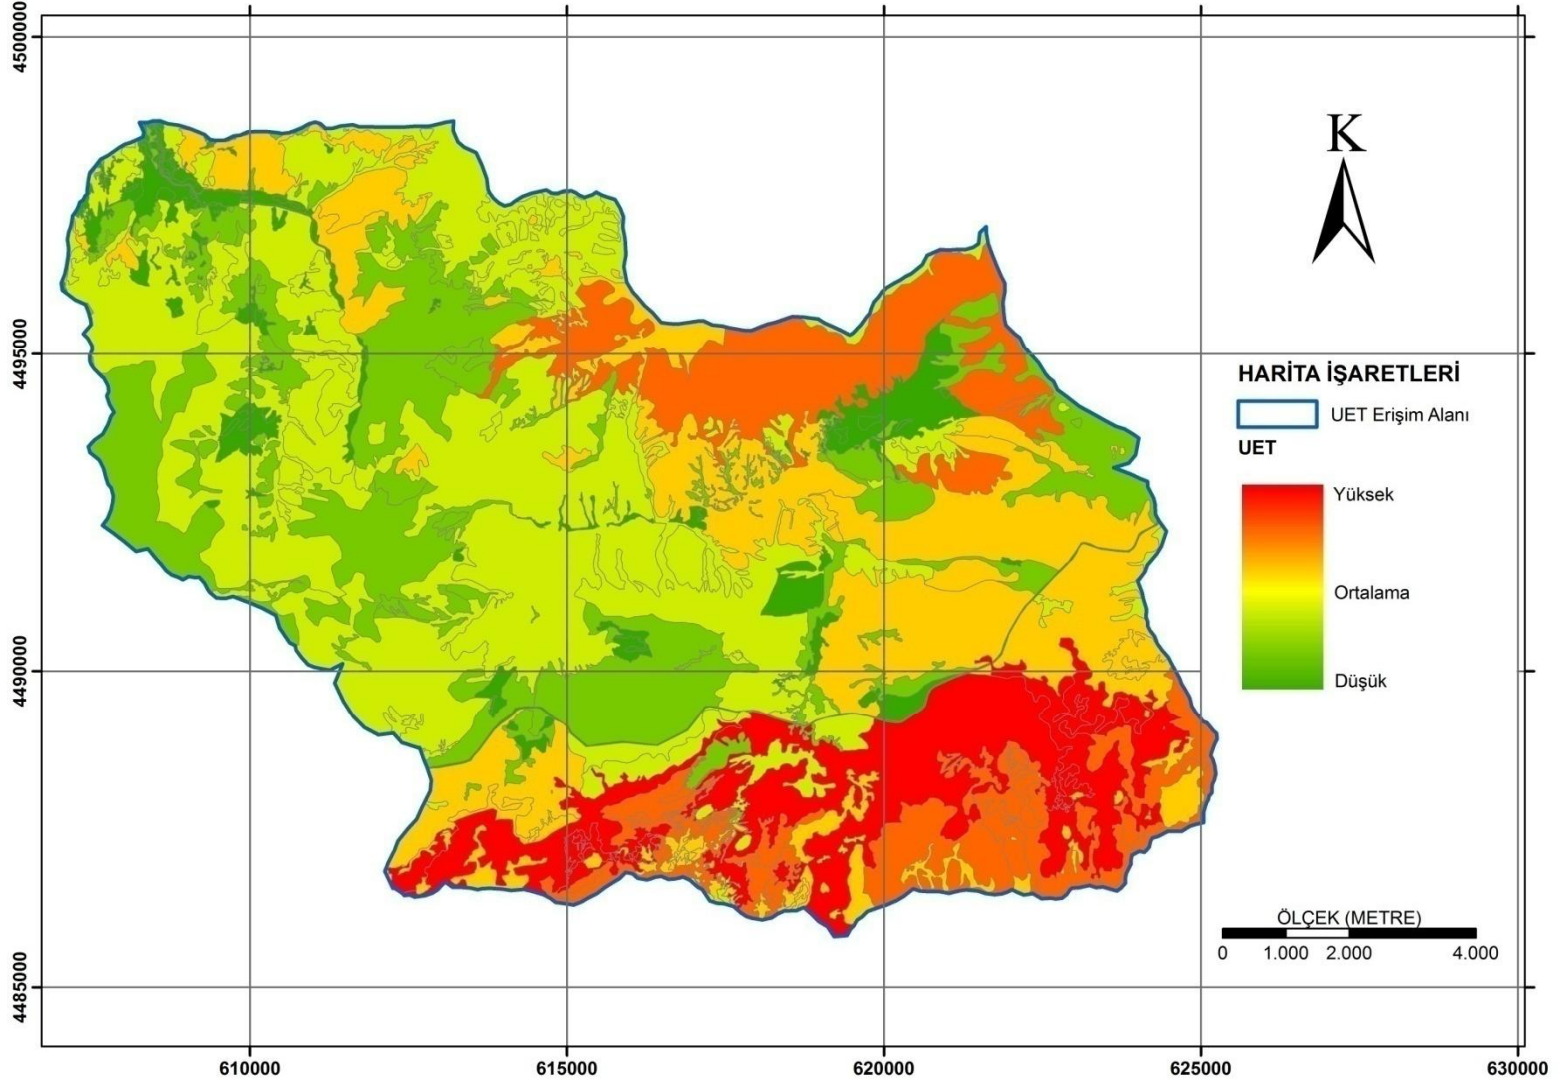 4500000
4495000
4490000
4485000
K
HARİTA İŞARETLERİ
UET Erişim Alanı
UET
Yüksek
Ortalama
Düşük
ÖLÇEK (METRE)
0 1.000 2.000 4.000
610000 615000 620000 625000 630000